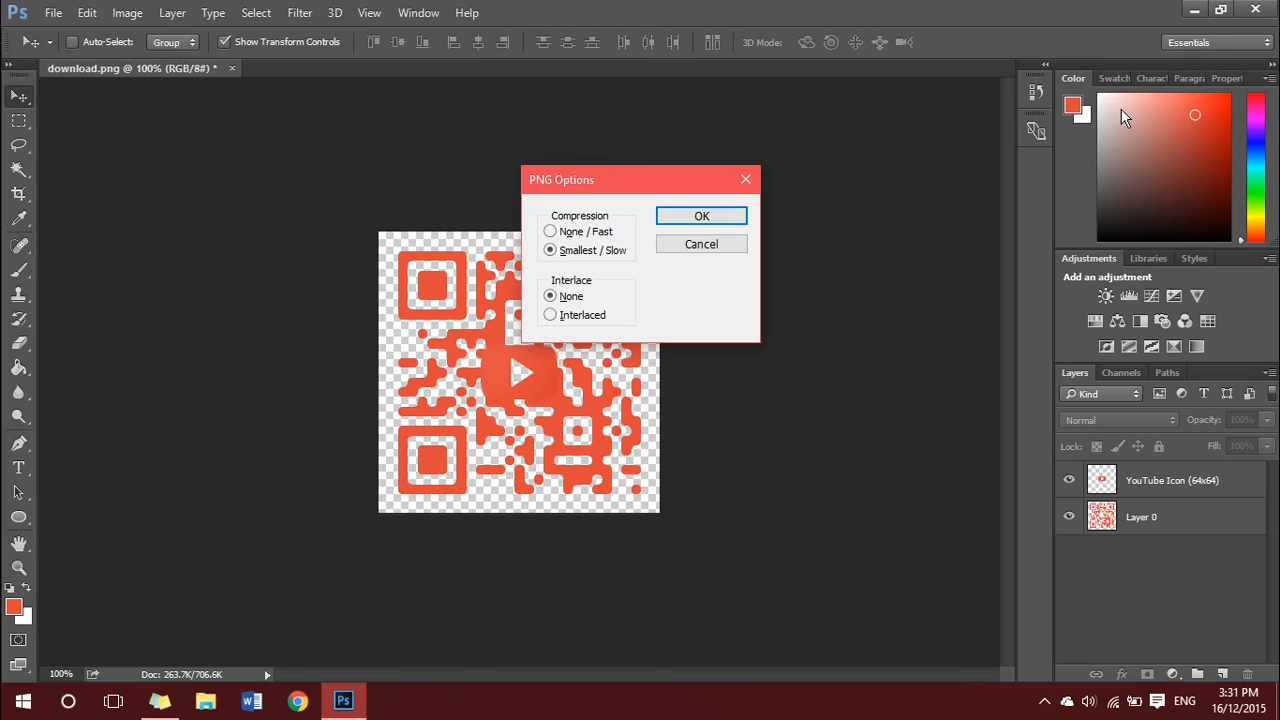 Ps File Edit Image Layer Type Select Filter 3D View Window Help
Auto-Select: Group Show Transform Controls 3D Mode: Essentials
download.png @ 100% (RGB/8#) * ×
Color Swatch Charac Paragra Propert
PNG Options
Compression
None / Fast
Smallest / Slow
OK
Cancel
Interlace
None
Interlaced
Adjustments Libraries Styles
Add an adjustment
Layers Channels Paths
Kind
Normal Opacity: 100%
Lock: Fill: 100%
YouTube Icon (64x64)
Layer 0
100% Doc: 263.7K/706.6K
ENG
3:31 PM
16/12/2015